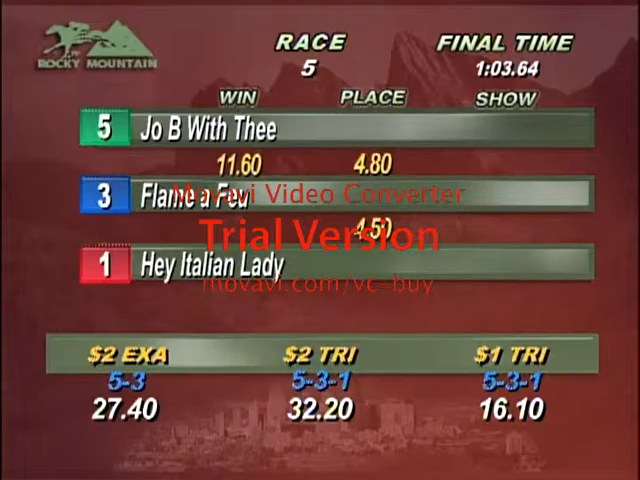 ROCKY MOUNTAIN
RACE
5
FINAL TIME
1:03.64
WIN PLACE SHOW
5 Jo B With Thee
11.60 4.80
3 Flame a Feu
Movavi Video Converter
Trial Version
4.50
1 Hey Italian Lady
movavi.com/vc-buy
$2 EXA $2 TRI $1 TRI
5-3 5-3-1 5-3-1
27.40 32.20 16.10